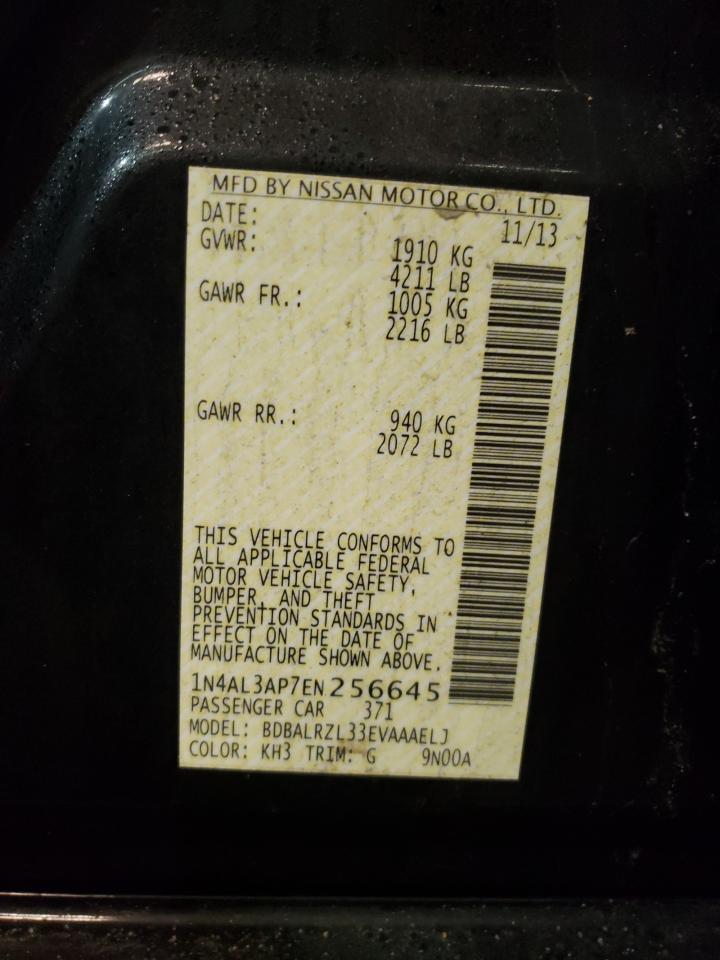 MFD BY NISSAN MOTOR CO., LTD.
DATE: 11/13
GVWR: 1910 KG
4211 LB
GAWR FR.: 1005 KG
2216 LB
GAWR RR.: 940 KG
2072 LB
THIS VEHICLE CONFORMS TO
ALL APPLICABLE FEDERAL
MOTOR VEHICLE SAFETY,
BUMPER, AND THEFT
PREVENTION STANDARDS IN
EFFECT ON THE DATE OF
MANUFACTURE SHOWN ABOVE.
1N4AL3AP7EN256645
PASSENGER CAR 371
MODEL: BDBALRZL33EVAAAELJ
COLOR: KH3 TRIM: G 9N00A